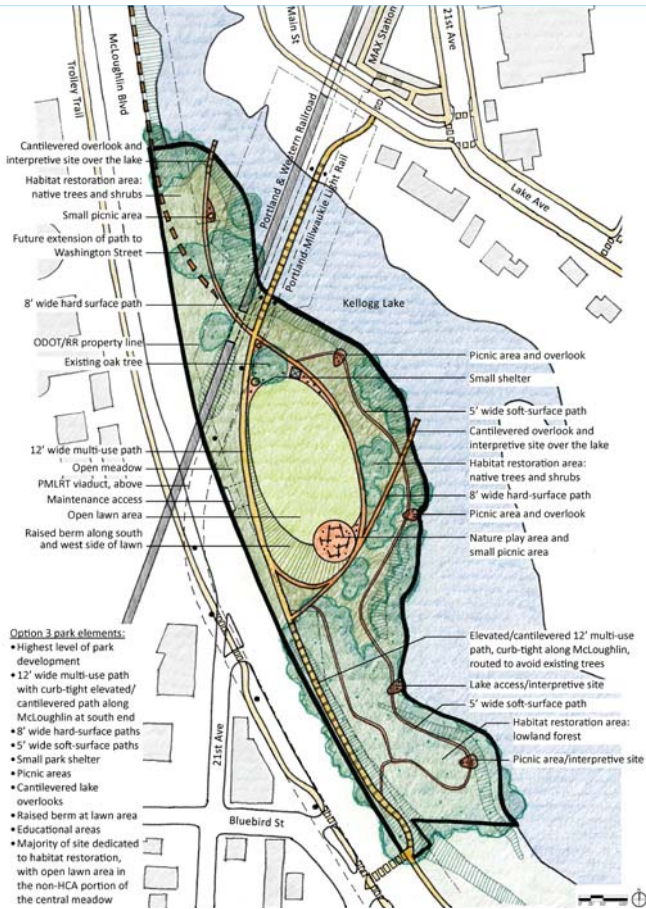 Trolley Trail
McLoughlin Blvd
Main St
MAX Station
21st Ave
Lake Ave
Portland & Western Railroad
Portland-Milwaukie Light Rail
Kellogg Lake
Cantilevered overlook and
interpretive site over the lake
Habitat restoration area:
native trees and shrubs
Small picnic area
Future extension of path to
Washington Street
8' wide hard surface path
ODOT/RR property line
Existing oak tree
12' wide multi-use path
Open meadow
PMLRT viaduct, above
Maintenance access
Open lawn area
Raised berm along south
and west side of lawn
Picnic area and overlook
Small shelter
5' wide soft-surface path
Cantilevered overlook and
interpretive site over the lake
Habitat restoration area:
native trees and shrubs
8' wide hard-surface path
Picnic area and overlook
Nature play area and
small picnic area
Elevated/cantilevered 12' multi-use
path, curb-tight along McLoughlin,
routed to avoid existing trees
Lake access/interpretive site
5' wide soft-surface path
Habitat restoration area:
lowland forest
Picnic area/interpretive site
21st Ave
Bluebird St
Option 3 park elements:
• Highest level of park
development
• 12' wide multi-use path
with curb-tight elevated/
cantilevered path along
McLoughlin at south end
• 8' wide hard-surface paths
• 5' wide soft-surface paths
• Small park shelter
• Picnic areas
• Cantilevered lake
overlooks
• Raised berm at lawn area
• Educational areas
• Majority of site dedicated
to habitat restoration,
with open lawn area in
the non-HCA portion of
the central meadow